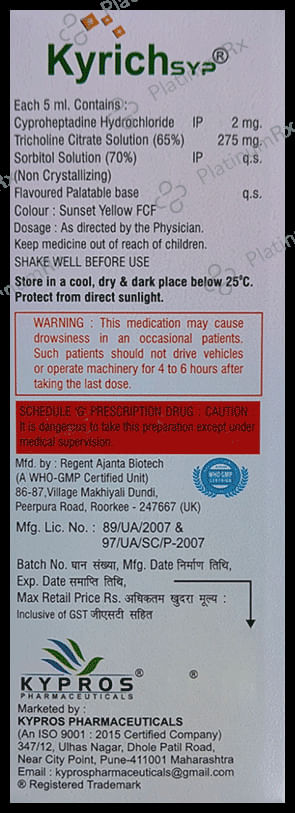 KyrichSYP®
Each 5 ml. Contains :
Cyproheptadine Hydrochloride IP 2 mg.
Tricholine Citrate Solution (65%) 275 mg.
Sorbitol Solution (70%) IP q.s.
(Non Crystallizing)
Flavoured Palatable base q.s.
Colour : Sunset Yellow FCF
Dosage : As directed by the Physician.
Keep medicine out of reach of children.
SHAKE WELL BEFORE USE
Store in a cool, dry & dark place below 25°C.
Protect from direct sunlight.
WARNING : This medication may cause
drowsiness in an occasional patients.
Such patients should not drive vehicles
or operate machinery for 4 to 6 hours after
taking the last dose.
SCHEDULE 'G' PRESCRIPTION DRUG : CAUTION
It is dangerous to take this preparation except under
medical supervision.
Mfd. by : Regent Ajanta Biotech
(A WHO-GMP Certified Unit)
86-87,Village Makhiyali Dundi,
Peerpura Road, Roorkee - 247667 (UK)
WHO-GMP
CERTIFIED
Mfg. Lic. No. : 89/UA/2007 &
97/UA/SC/P-2007
Batch No. घान संख्या, Mfg. Date निर्माण तिथि,
Exp. Date समाप्ति तिथि,
Max Retail Price Rs. अधिकतम खुदरा मूल्य :
Inclusive of GST जीएसटी सहित
KYPROS ® ®
PHARMACEUTICALS
Marketed by :
KYPROS PHARMACEUTICALS
(An ISO 9001 : 2015 Certified Company)
347/12, Ulhas Nagar, Dhole Patil Road,
Near City Point, Pune-411001 Maharashtra
Email : kyprospharmaceuticals@gmail.com
® Registered Trademark
PlatinumRx